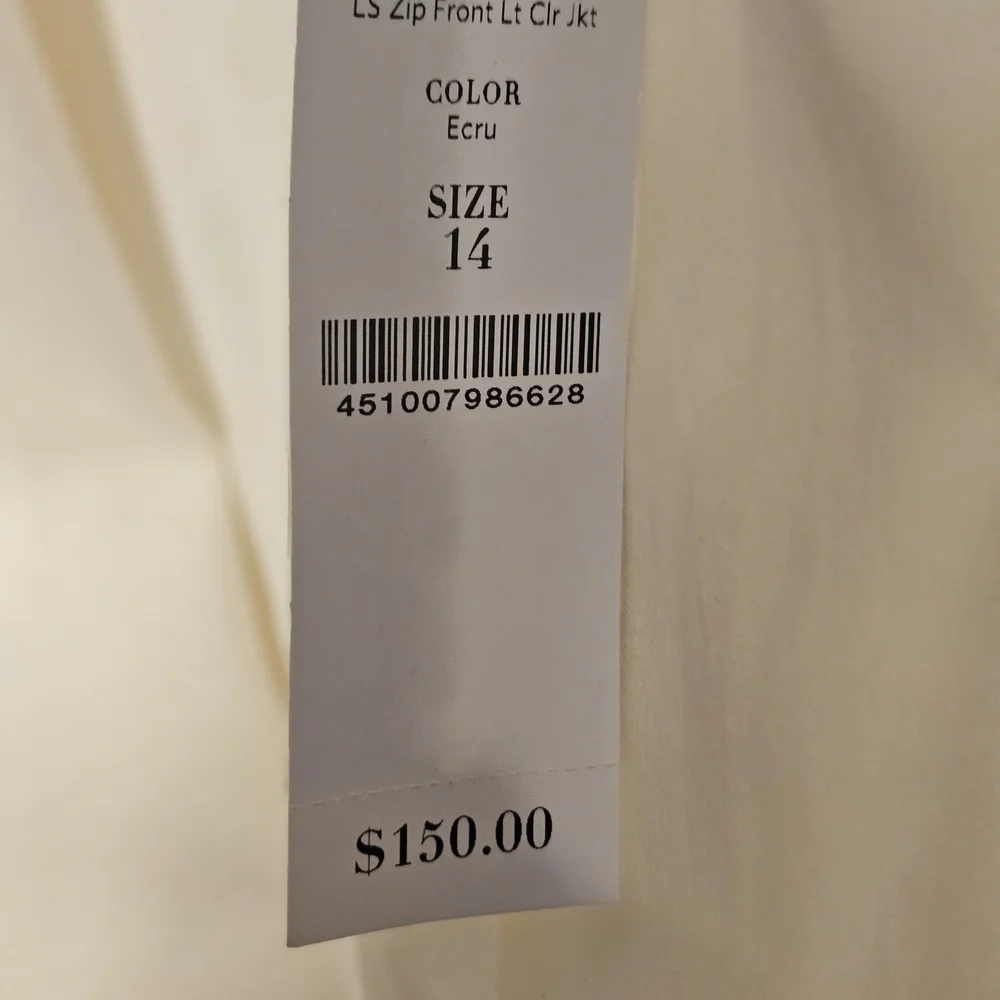 LS Zip Front Lt Clr Jkt
COLOR
Ecru
SIZE
14
451007986628
$150.00